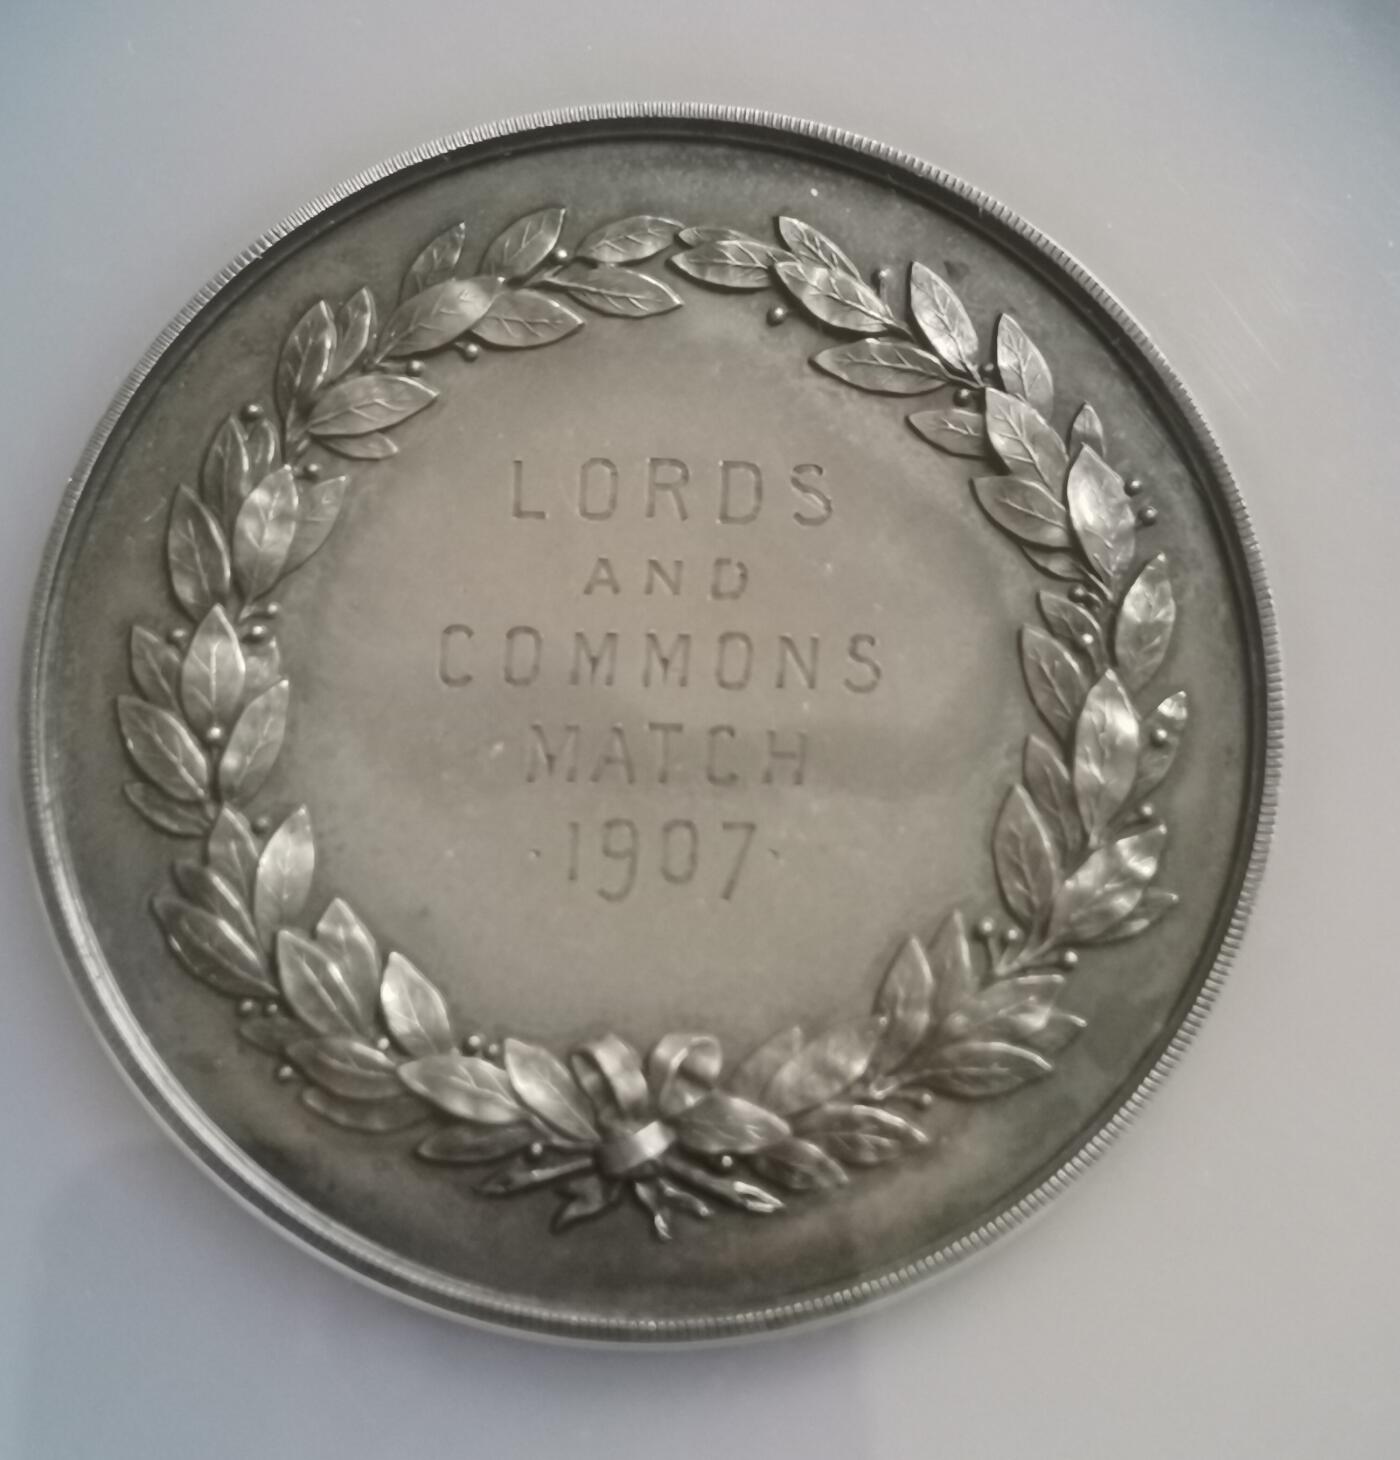 LORDS
AND
COMMONS
MATCH
·1907·